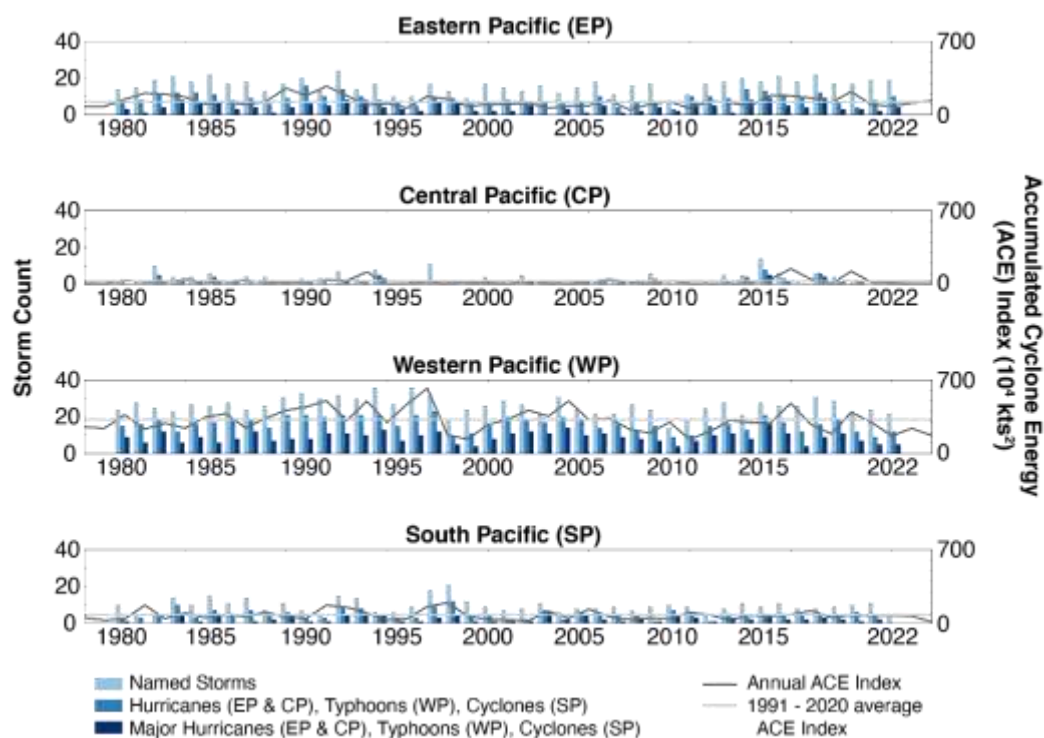 Eastern Pacific (EP)
40 700
20
0 0
1980 1985 1990 1995 2000 2005 2010 2015 2022
Central Pacific (CP)
40 700
20
0 0
1980 1985 1990 1995 2000 2005 2010 2015 2022
Storm Count
Accumulated Cyclone Energy
(ACE) Index (10⁴ kts²)
Western Pacific (WP)
40 700
20
0 0
1980 1985 1990 1995 2000 2005 2010 2015 2022
South Pacific (SP)
40 700
20
0 0
1980 1985 1990 1995 2000 2005 2010 2015 2022
Named Storms
Hurricanes (EP & CP), Typhoons (WP), Cyclones (SP)
Major Hurricanes (EP & CP), Typhoons (WP), Cyclones (SP)
Annual ACE Index
1991 - 2020 average
ACE Index